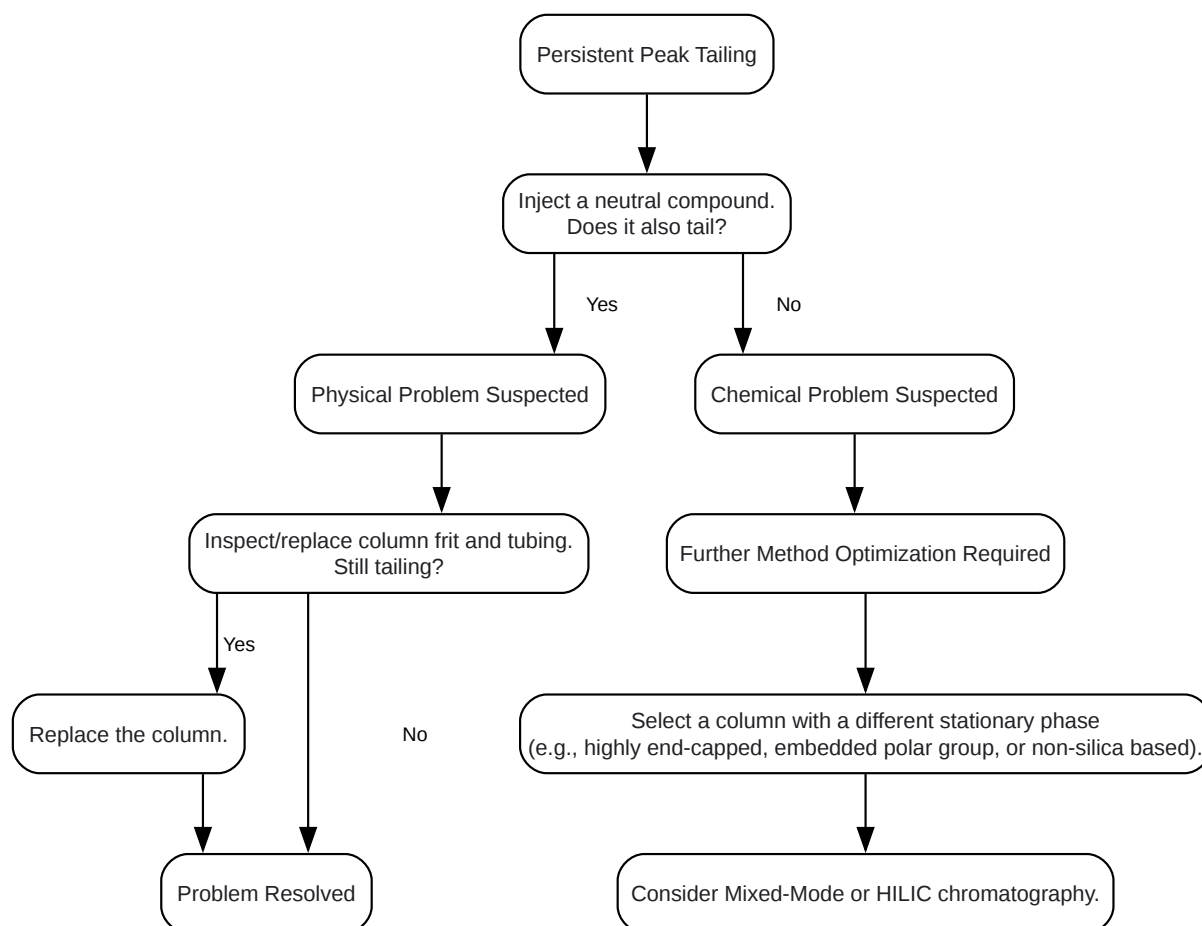 Persistent Peak Tailing
Inject a neutral compound.
Does it also tail?
Yes
No
Physical Problem Suspected
Chemical Problem Suspected
Inspect/replace column frit and tubing.
Still tailing?
Further Method Optimization Required
Yes
Replace the column.
No
Select a column with a different stationary phase
(e.g., highly end-capped, embedded polar group, or non-silica based).
Problem Resolved
Consider Mixed-Mode or HILIC chromatography.